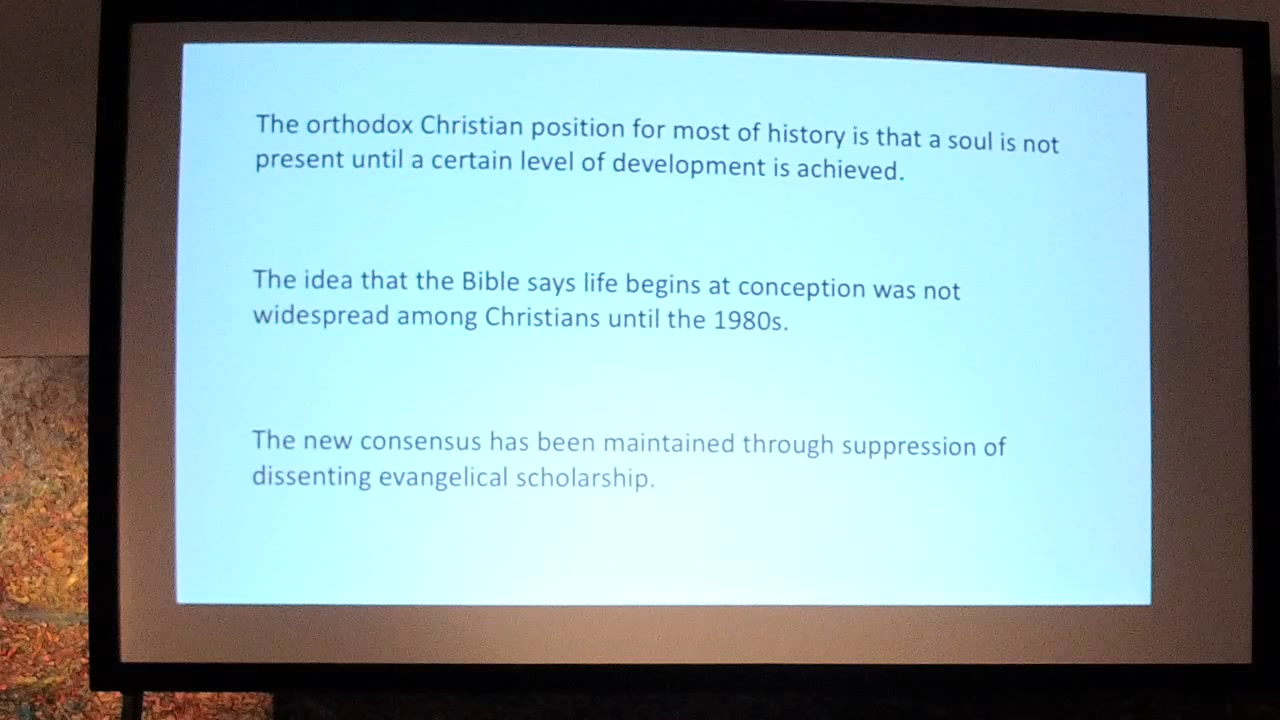 The orthodox Christian position for most of history is that a soul is not
present until a certain level of development is achieved.
The idea that the Bible says life begins at conception was not
widespread among Christians until the 1980s.
The new consensus has been maintained through suppression of
dissenting evangelical scholarship.